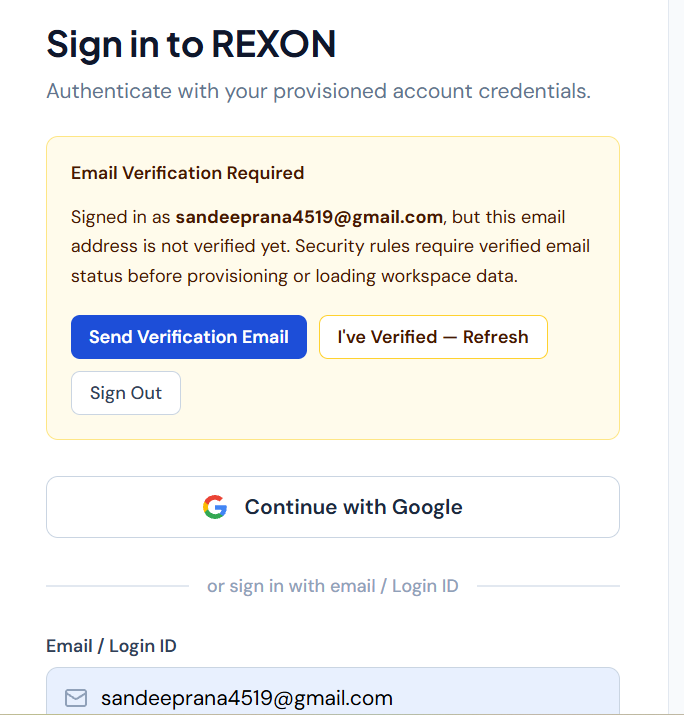 Sign in to REXON
Authenticate with your provisioned account credentials.
Email Verification Required
Signed in as sandeeprana4519@gmail.com, but this email
address is not verified yet. Security rules require verified email
status before provisioning or loading workspace data.
Send Verification Email
I've Verified — Refresh
Sign Out
Continue with Google
or sign in with email / Login ID
Email / Login ID
sandeeprana4519@gmail.com